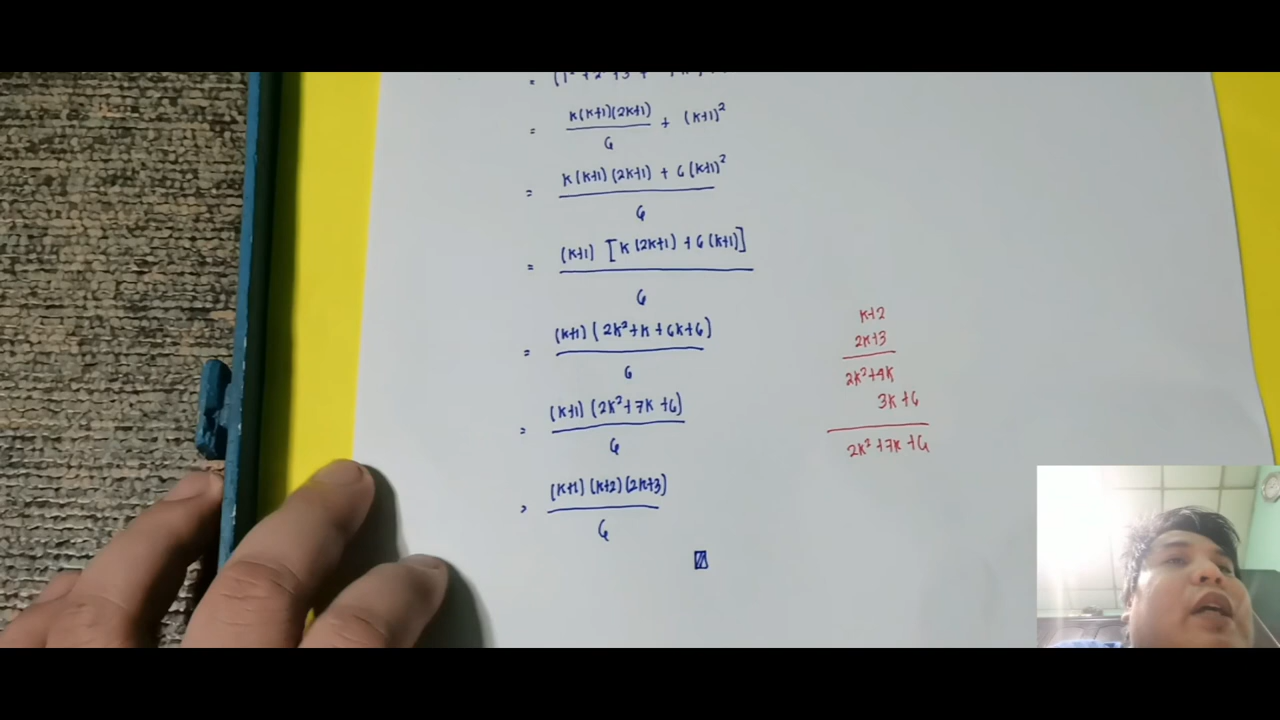 = k(k+1)(2k+1) / 6 + (k+1)²
= k(k+1)(2k+1) + 6(k+1)² / 6
= (k+1) [k(2k+1) + 6(k+1)] / 6
= (k+1) (2k²+k+6k+6) / 6
= (k+1) (2k²+7k+6) / 6
= (k+1)(k+2)(2k+3) / 6
k+2
2k+3
2k²+4k
3k+6
2k²+7k+6